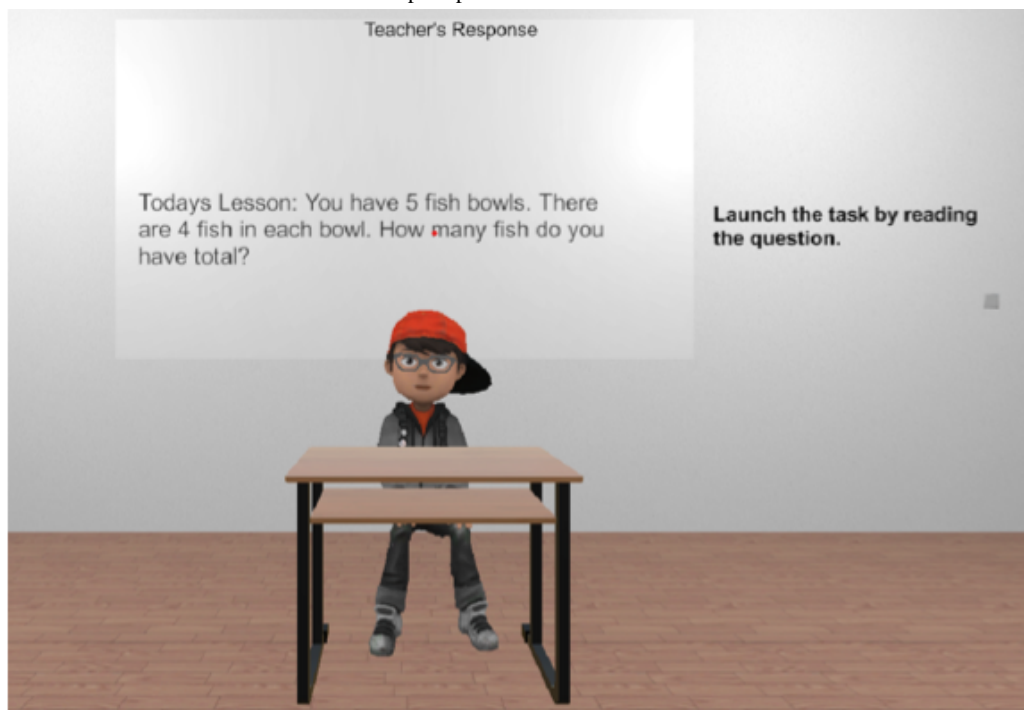 Teacher's Response
Todays Lesson: You have 5 fish bowls. There
are 4 fish in each bowl. How many fish do you
have total?
Launch the task by reading
the question.